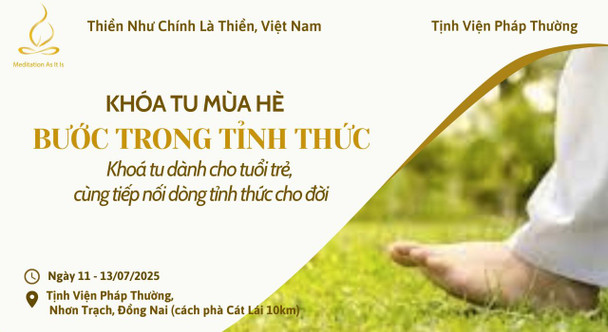 Thiền Như Chính Là Thiền, Việt Nam
Tịnh Viện Pháp Thường
Meditation As It Is
KHÓA TU MÙA HÈ
BƯỚC TRONG TỈNH THỨC
Khoá tu dành cho tuổi trẻ,
cùng tiếp nối dòng tỉnh thức cho đời
Ngày 11 - 13/07/2025
Tịnh Viện Pháp Thường,
Nhơn Trạch, Đồng Nai (cách phà Cát Lái 10km)